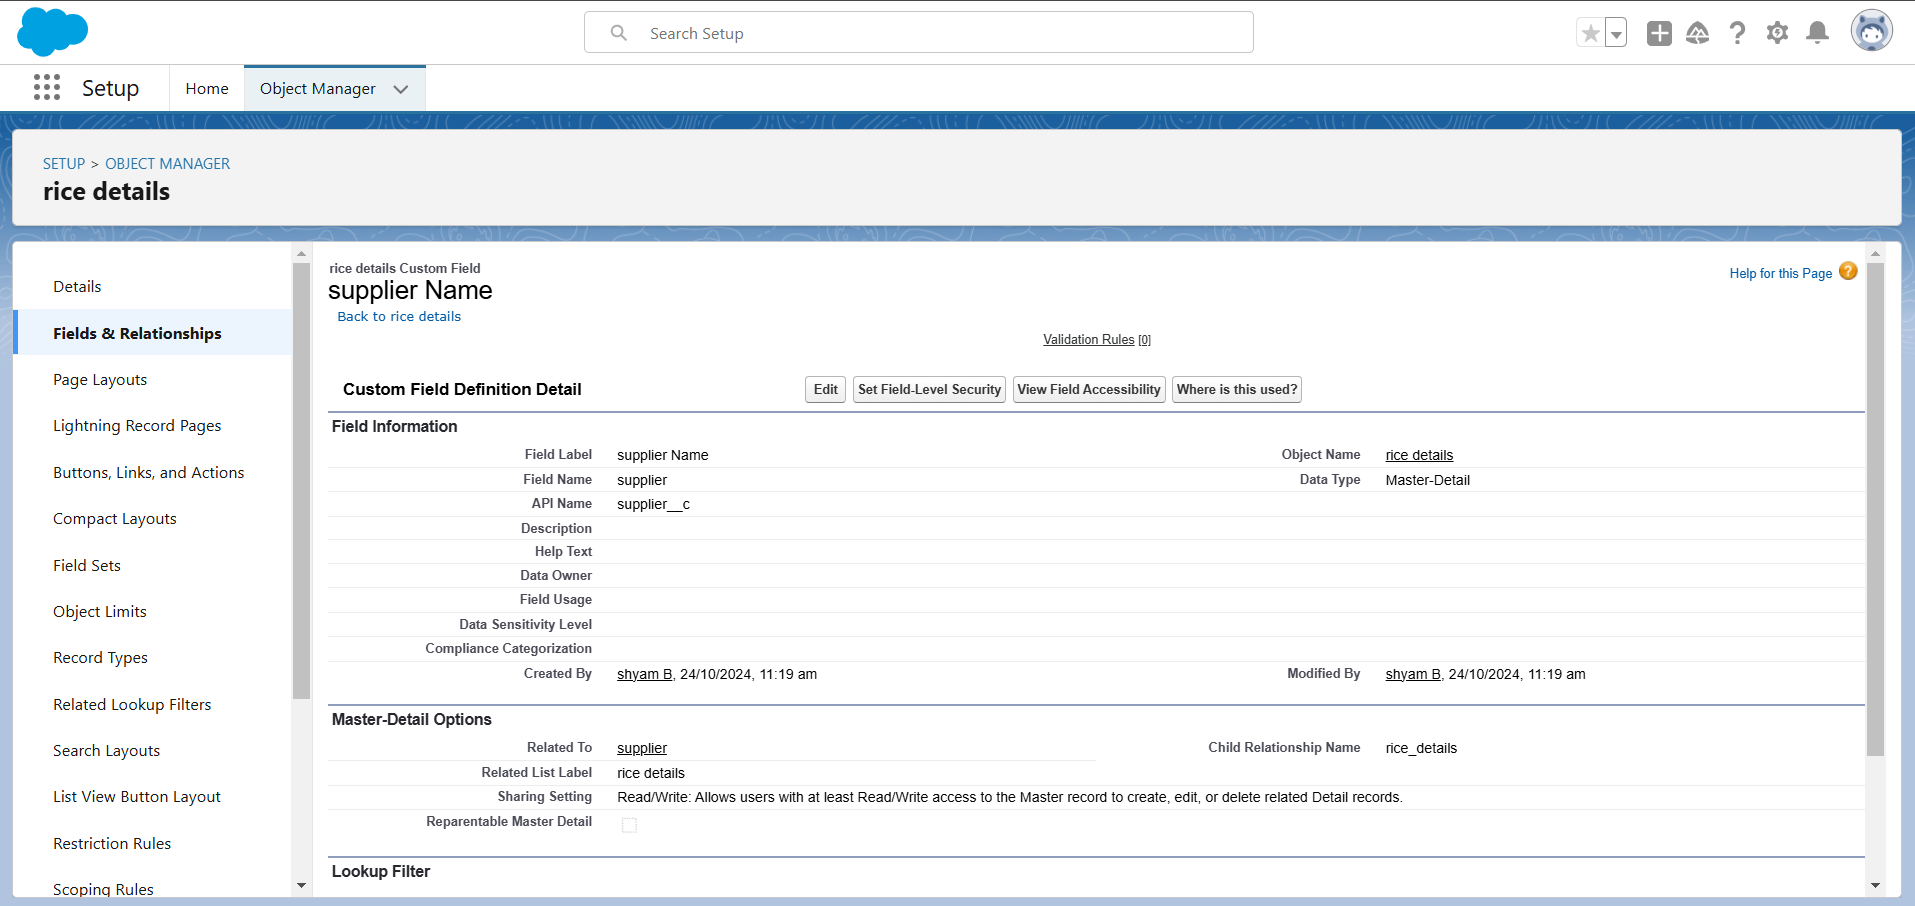 Search Setup
Setup
Home
Object Manager
SETUP > OBJECT MANAGER
rice details
Details
Fields & Relationships
Page Layouts
Lightning Record Pages
Buttons, Links, and Actions
Compact Layouts
Field Sets
Object Limits
Record Types
Related Lookup Filters
Search Layouts
List View Button Layout
Restriction Rules
Scoping Rules
rice details Custom Field
supplier Name
Back to rice details
Help for this Page ?
Validation Rules [0]
Custom Field Definition Detail
Edit
Set Field-Level Security
View Field Accessibility
Where is this used?
Field Information
Field Label supplier Name Object Name rice details
Field Name supplier Data Type Master-Detail
API Name supplier__c
Description
Help Text
Data Owner
Field Usage
Data Sensitivity Level
Compliance Categorization
Created By shyam B, 24/10/2024, 11:19 am Modified By shyam B, 24/10/2024, 11:19 am
Master-Detail Options
Related To supplier Child Relationship Name rice_details
Related List Label rice details
Sharing Setting Read/Write: Allows users with at least Read/Write access to the Master record to create, edit, or delete related Detail records.
Reparentable Master Detail
Lookup Filter